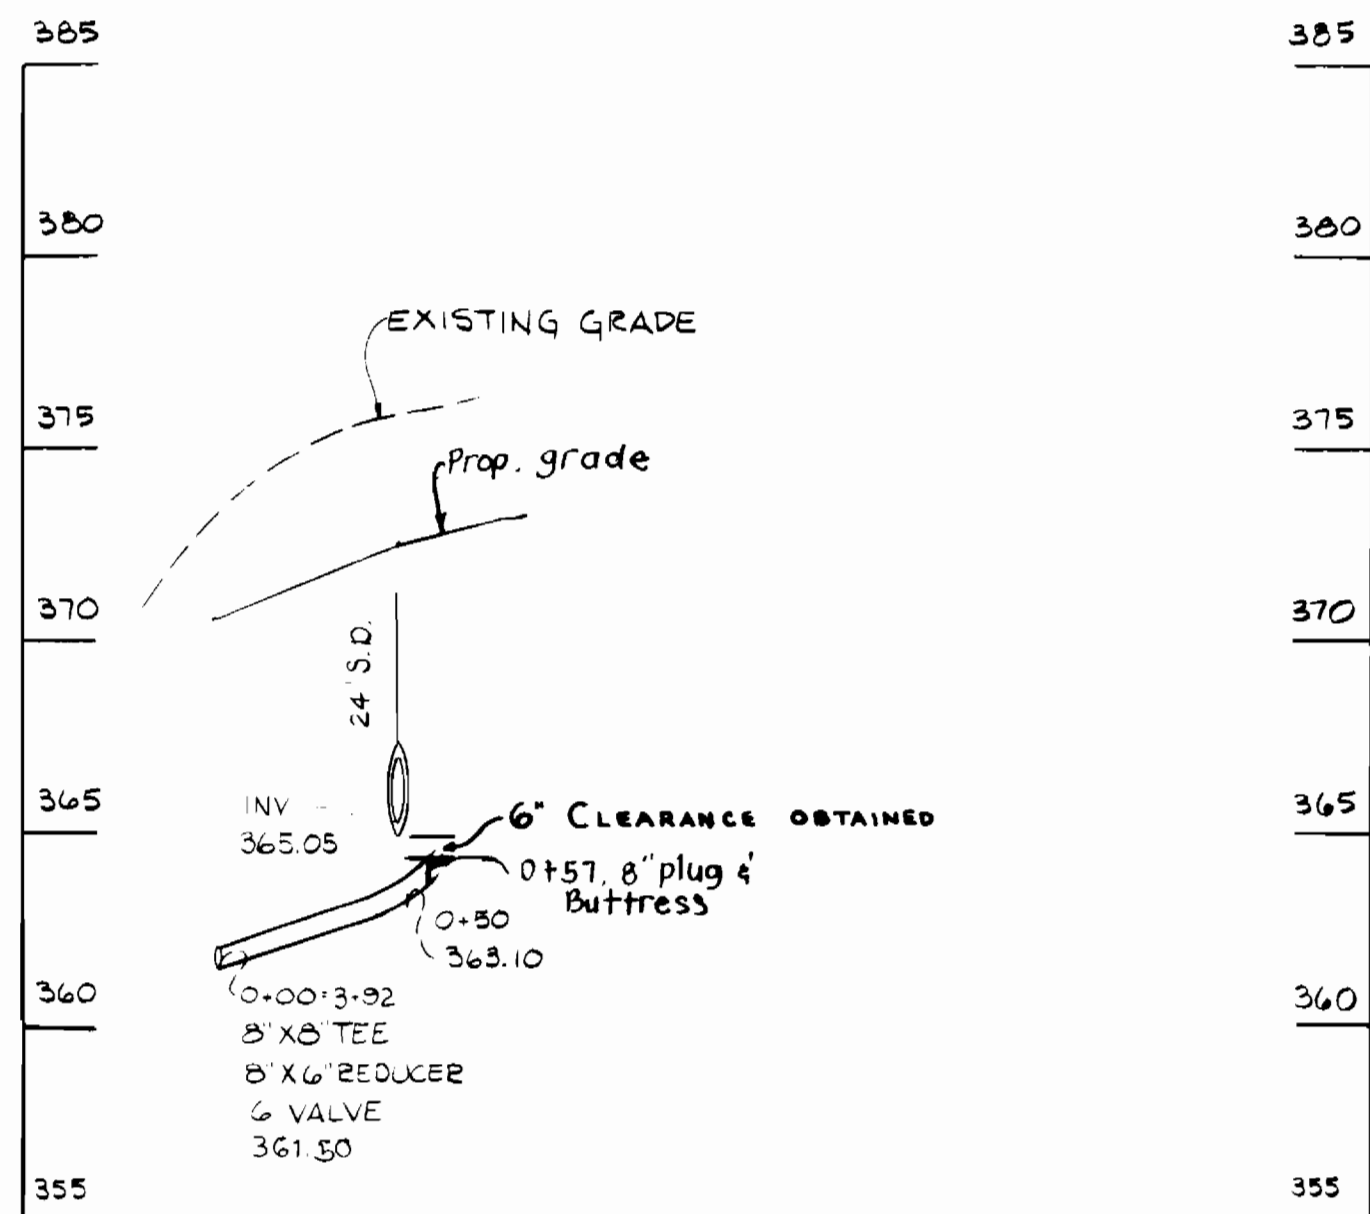 385
385
380
380
EXISTING GRADE
375
375
Prop. grade
370
370
24" S.D.
365
365
INV
365.05
6" CLEARANCE OBTAINED
0+57, 8" plug &
Buttress
0+50
363.10
360
360
0+00=3+92
8"X8" TEE
8"X6" REDUCER
6 VALVE
361.50
355
355